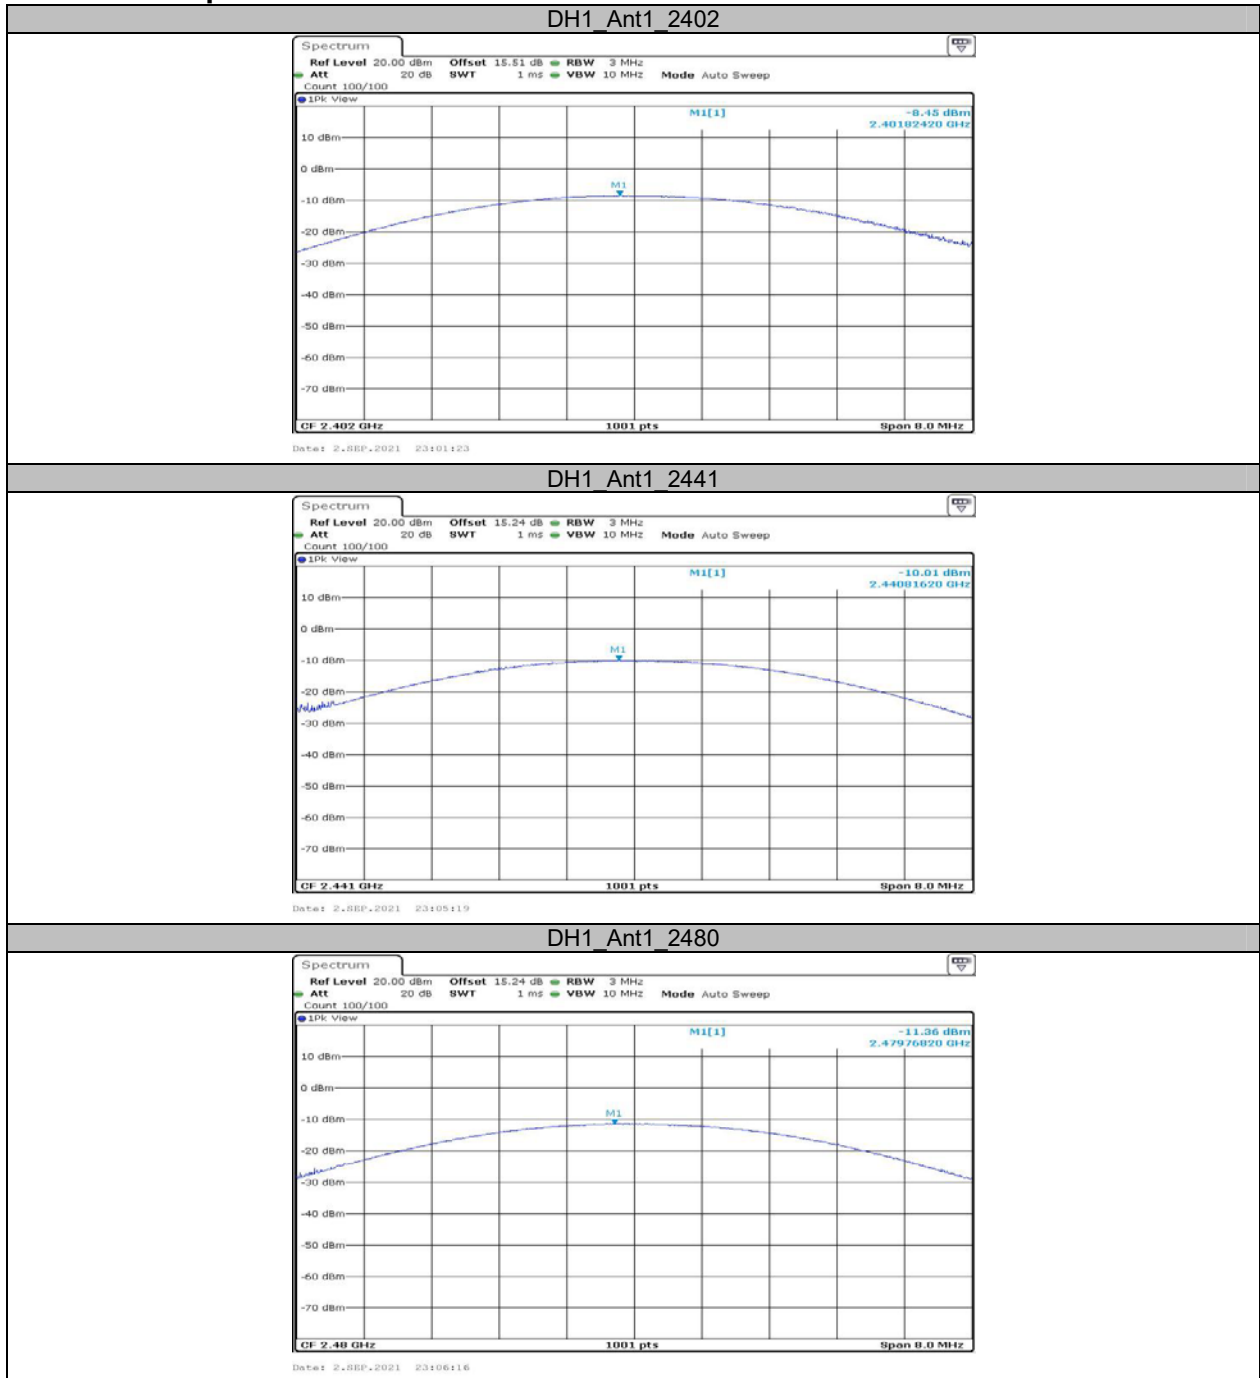 DH1_Ant1_2402
Spectrum
Ref Level 20.00 dBm Offset 15.51 dB RBW 3 MHz
Att 20 dB SWT 1 ms VBW 10 MHz Mode Auto Sweep
Count 100/100
1Pk View
M1[1] -8.45 dBm
2.40182420 GHz
10 dBm
0 dBm
M1
-10 dBm
-20 dBm
-30 dBm
-40 dBm
-50 dBm
-60 dBm
-70 dBm
CF 2.402 GHz 1001 pts Span 8.0 MHz
Date: 2.SEP.2021 23:01:23
DH1_Ant1_2441
Spectrum
Ref Level 20.00 dBm Offset 15.24 dB RBW 3 MHz
Att 20 dB SWT 1 ms VBW 10 MHz Mode Auto Sweep
Count 100/100
1Pk View
M1[1] -10.01 dBm
2.44081620 GHz
10 dBm
0 dBm
M1
-10 dBm
-20 dBm
-30 dBm
-40 dBm
-50 dBm
-60 dBm
-70 dBm
CF 2.441 GHz 1001 pts Span 8.0 MHz
Date: 2.SEP.2021 23:05:19
DH1_Ant1_2480
Spectrum
Ref Level 20.00 dBm Offset 15.24 dB RBW 3 MHz
Att 20 dB SWT 1 ms VBW 10 MHz Mode Auto Sweep
Count 100/100
1Pk View
M1[1] -11.36 dBm
2.47976820 GHz
10 dBm
0 dBm
M1
-10 dBm
-20 dBm
-30 dBm
-40 dBm
-50 dBm
-60 dBm
-70 dBm
CF 2.48 GHz 1001 pts Span 8.0 MHz
Date: 2.SEP.2021 23:06:16